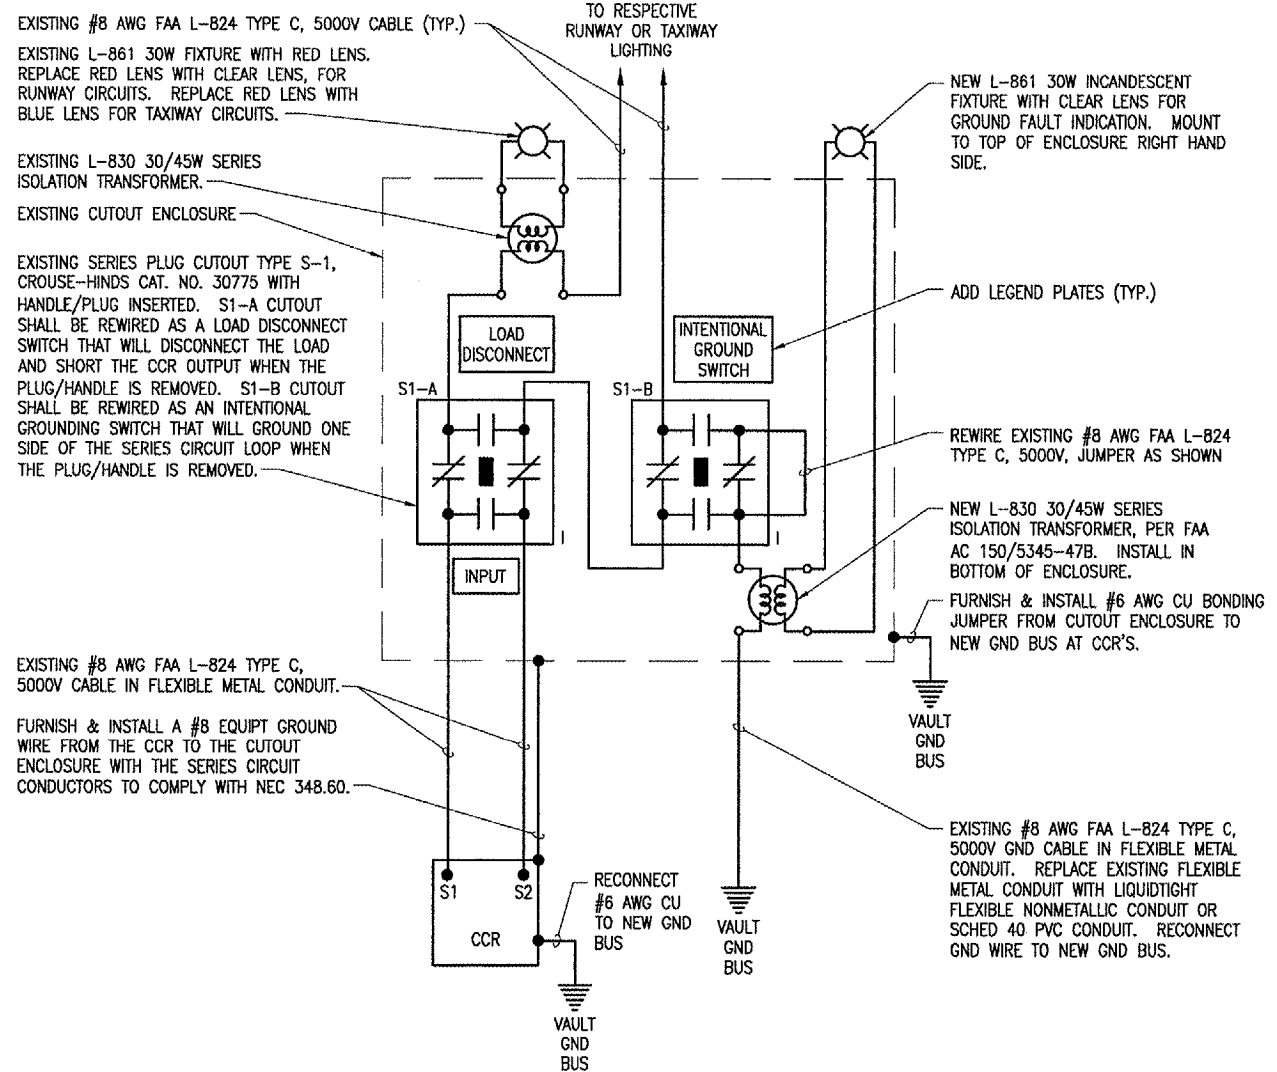 EXISTING #8 AWG FAA L-824 TYPE C, 5000V CABLE (TYP.)
EXISTING L-861 30W FIXTURE WITH RED LENS.
REPLACE RED LENS WITH CLEAR LENS, FOR
RUNWAY CIRCUITS. REPLACE RED LENS WITH
BLUE LENS FOR TAXIWAY CIRCUITS.
EXISTING L-830 30/45W SERIES
ISOLATION TRANSFORMER.
EXISTING CUTOUT ENCLOSURE
EXISTING SERIES PLUG CUTOUT TYPE S-1,
CROUSE-HINDS CAT. NO. 30775 WITH
HANDLE/PLUG INSERTED. S1-A CUTOUT
SHALL BE REWIRED AS A LOAD DISCONNECT
SWITCH THAT WILL DISCONNECT THE LOAD
AND SHORT THE CCR OUTPUT WHEN THE
PLUG/HANDLE IS REMOVED. S1-B CUTOUT
SHALL BE REWIRED AS AN INTENTIONAL
GROUNDING SWITCH THAT WILL GROUND ONE
SIDE OF THE SERIES CIRCUIT LOOP WHEN
THE PLUG/HANDLE IS REMOVED.
EXISTING #8 AWG FAA L-824 TYPE C,
5000V CABLE IN FLEXIBLE METAL CONDUIT.
FURNISH & INSTALL A #8 EQUIPT GROUND
WIRE FROM THE CCR TO THE CUTOUT
ENCLOSURE WITH THE SERIES CIRCUIT
CONDUCTORS TO COMPLY WITH NEC 348.60.
TO RESPECTIVE
RUNWAY OR TAXIWAY
LIGHTING
LOAD
DISCONNECT
INTENTIONAL
GROUND
SWITCH
S1-A
S1-B
I
I
INPUT
S1
S2
CCR
RECONNECT
#6 AWG CU
TO NEW GND
BUS
VAULT
GND
BUS
VAULT
GND
BUS
VAULT
GND
BUS
NEW L-861 30W INCANDESCENT
FIXTURE WITH CLEAR LENS FOR
GROUND FAULT INDICATION. MOUNT
TO TOP OF ENCLOSURE RIGHT HAND
SIDE.
ADD LEGEND PLATES (TYP.)
REWIRE EXISTING #8 AWG FAA L-824
TYPE C, 5000V, JUMPER AS SHOWN
NEW L-830 30/45W SERIES
ISOLATION TRANSFORMER, PER FAA
AC 150/5345-47B. INSTALL IN
BOTTOM OF ENCLOSURE.
FURNISH & INSTALL #6 AWG CU BONDING
JUMPER FROM CUTOUT ENCLOSURE TO
NEW GND BUS AT CCR'S.
EXISTING #8 AWG FAA L-824 TYPE C,
5000V GND CABLE IN FLEXIBLE METAL
CONDUIT. REPLACE EXISTING FLEXIBLE
METAL CONDUIT WITH LIQUIDTIGHT
FLEXIBLE NONMETALLIC CONDUIT OR
SCHED 40 PVC CONDUIT. RECONNECT
GND WIRE TO NEW GND BUS.